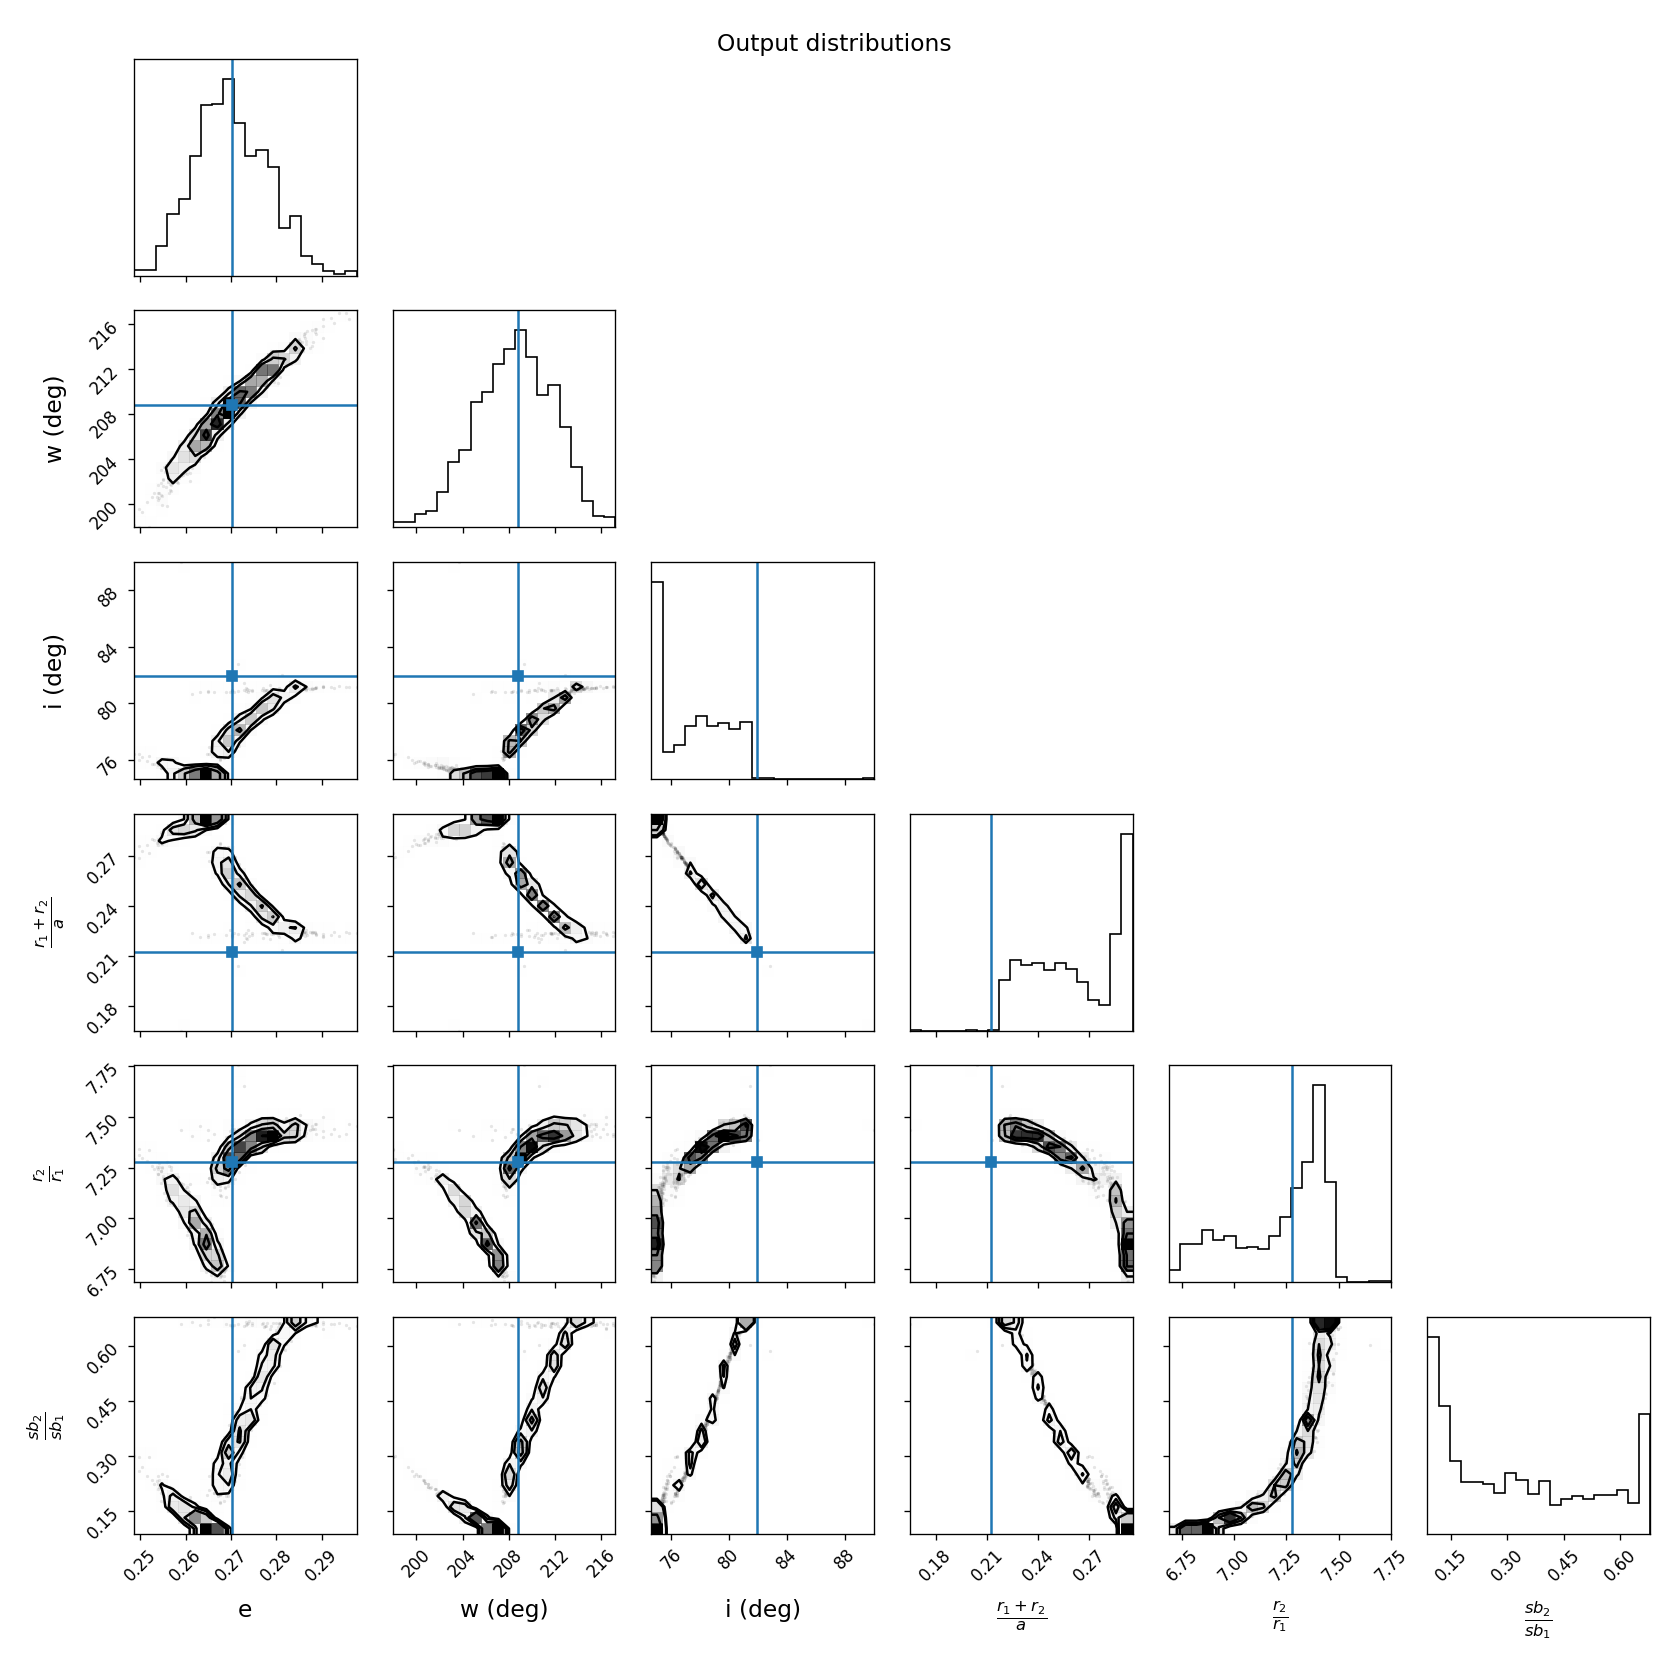 Output distributions
w (deg)
216
212
208
204
200
i (deg)
88
84
80
76
r₁ + r₂
a
0.27
0.24
0.21
0.18
r₂
r₁
7.75
7.50
7.25
7.00
6.75
sb₂
sb₁
0.60
0.45
0.30
0.15
0.25 0.26 0.27 0.28 0.29 200 204 208 212 216 76 80 84 88 0.18 0.21 0.24 0.27 6.75 7.00 7.25 7.50 7.75 0.15 0.30 0.45 0.60
e w (deg) i (deg)
r₁ + r₂
a
r₂
r₁
sb₂
sb₁